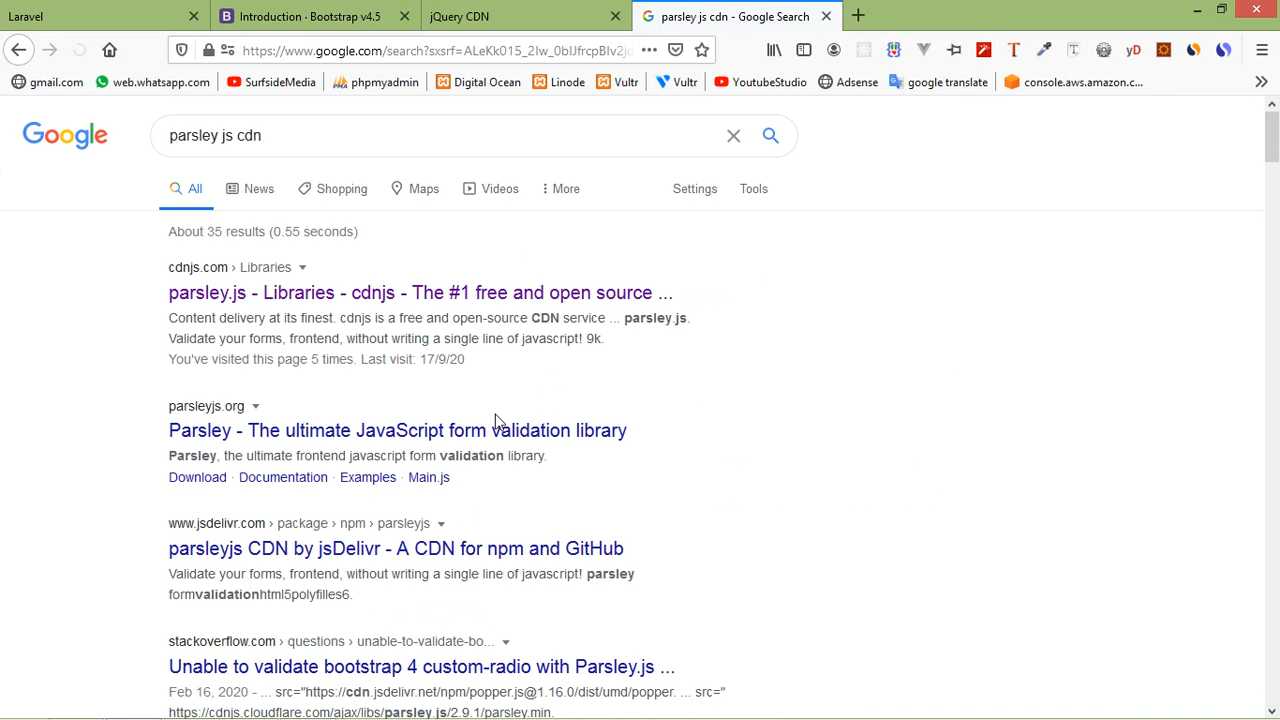 Laravel
Introduction · Bootstrap v4.5
jQuery CDN
parsley js cdn - Google Search
gmail.com
web.whatsapp.com
SurfsideMedia
phpmyadmin
Digital Ocean
Linode
Vultr
Vultr
YoutubeStudio
Adsense
google translate
console.aws.amazon.c...
Google
parsley js cdn
All
News
Shopping
Maps
Videos
More
Settings
Tools
About 35 results (0.55 seconds)
cdnjs.com › Libraries
parsley.js - Libraries - cdnjs - The #1 free and open source ...
Content delivery at its finest. cdnjs is a free and open-source CDN service ... parsley.js.
Validate your forms, frontend, without writing a single line of javascript! 9k.
You've visited this page 5 times. Last visit: 17/9/20
parsleyjs.org
Parsley - The ultimate JavaScript form validation library
Parsley, the ultimate frontend javascript form validation library.
Download · Documentation · Examples · Main.js
www.jsdelivr.com › package › npm › parsleyjs
parsleyjs CDN by jsDelivr - A CDN for npm and GitHub
Validate your forms, frontend, without writing a single line of javascript! parsley
formvalidationhtml5polyfilles6.
stackoverflow.com › questions › unable-to-validate-bo...
Unable to validate bootstrap 4 custom-radio with Parsley.js ...
Feb 16, 2020 - ... src="https://cdn.jsdelivr.net/npm/popper.js@1.16.0/dist/umd/popper. ... src="
https://cdnjs.cloudflare.com/ajax/libs/parsley.js/2.9.1/parsley.min.